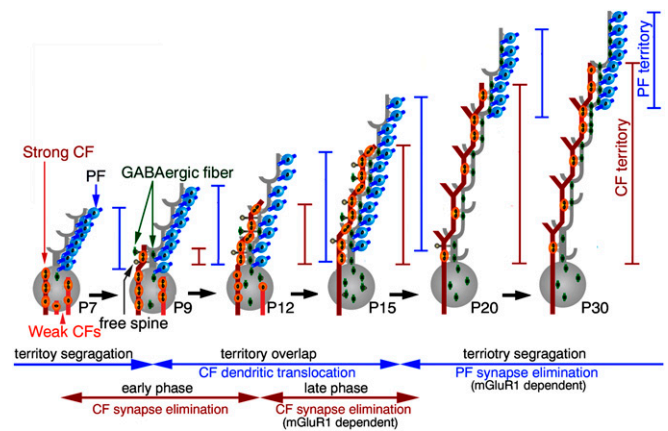 PF territory
CF territory
Strong CF
PF
GABAergic fiber
P7
P9
P12
P15
P20
P30
free spine
Weak CFs
territoy segragation
territory overlap
terriotry segragation
CF dendritic translocation
PF synapse elimination
(mGluR1 dependent)
early phase
late phase
CF synapse elimination
CF synapse elimination
(mGluR1 dependent)